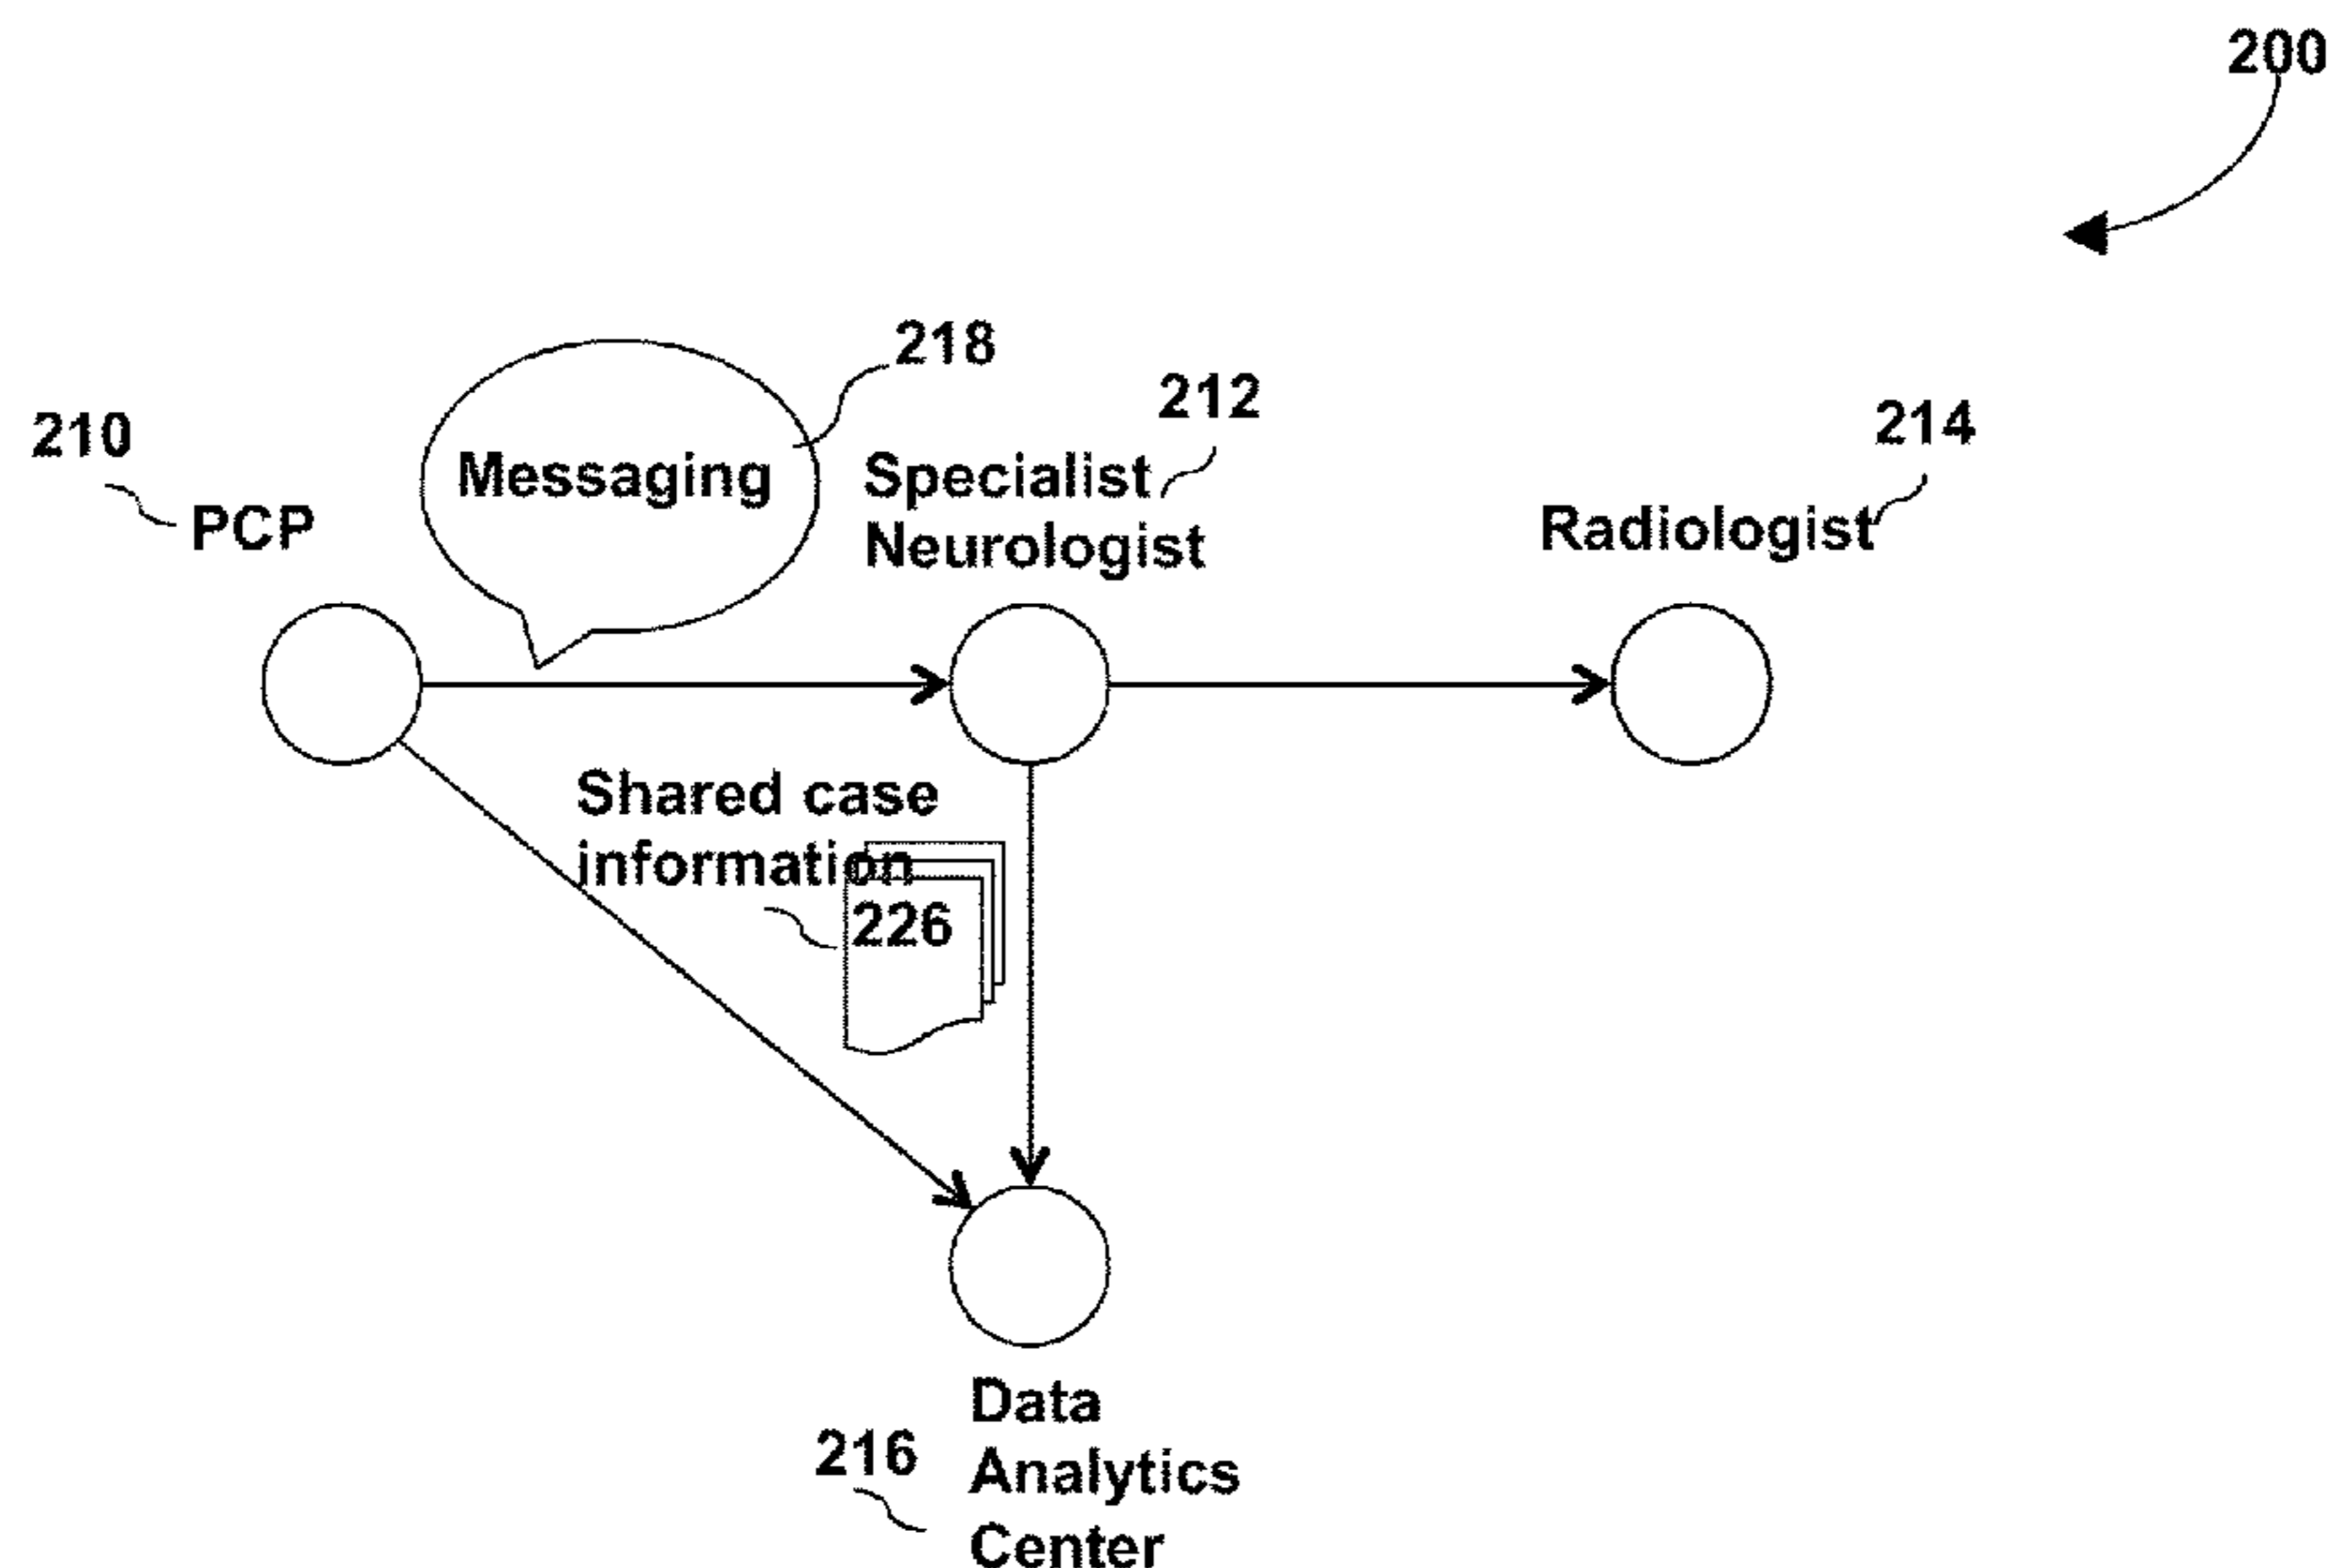 200
218
212
214
210
Messaging
Specialist
Neurologist
Radiologist
PCP
Shared case
information
226
216
Data
Analytics
Center